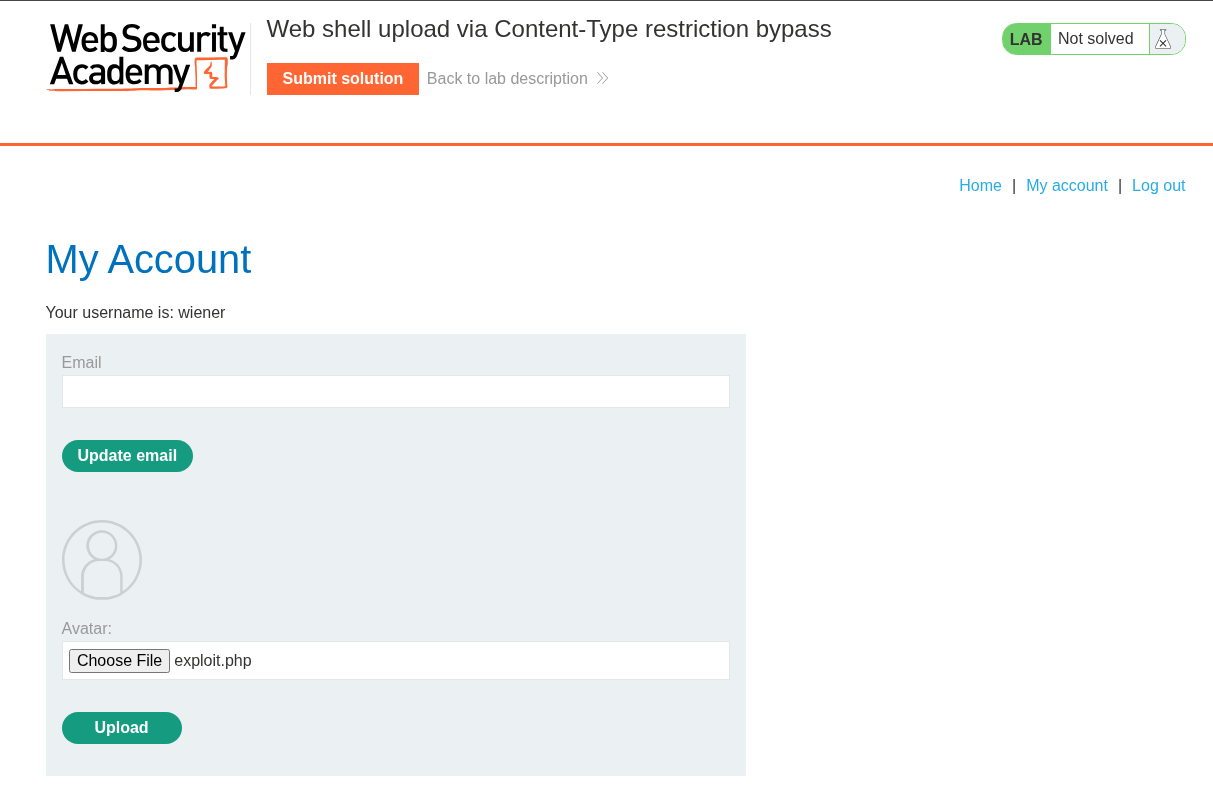 Web Security
Academy
Web shell upload via Content-Type restriction bypass
Submit solution
Back to lab description
LAB
Not solved
Home | My account | Log out
My Account
Your username is: wiener
Email
Update email
Avatar:
Choose File exploit.php
Upload